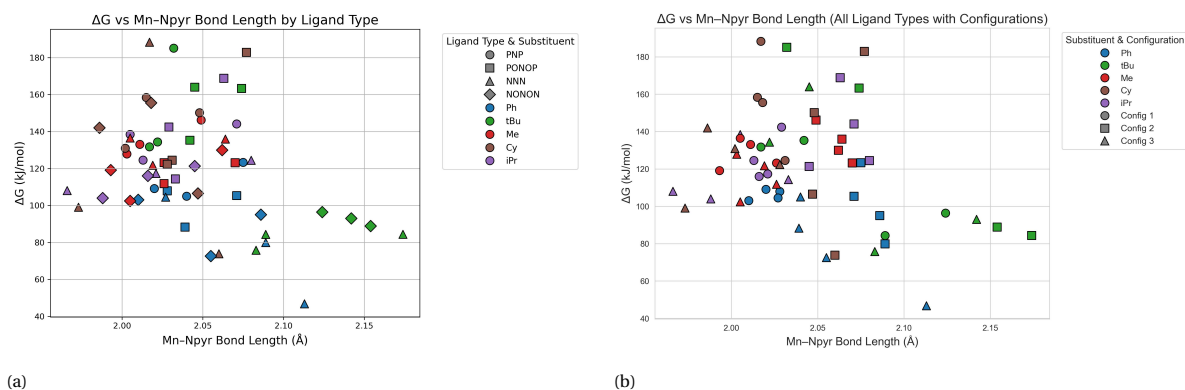 ΔG vs Mn–Npyr Bond Length by Ligand Type
ΔG (kJ/mol)
180
160
140
120
100
80
60
40
2.00
2.05
2.10
2.15
Mn–Npyr Bond Length (Å)
Ligand Type & Substituent
PNP
PONOP
NNN
NONON
Ph
tBu
Me
Cy
iPr
(a)
ΔG vs Mn–Npyr Bond Length (All Ligand Types with Configurations)
ΔG (kJ/mol)
180
160
140
120
100
80
60
40
2.00
2.05
2.10
2.15
Mn–Npyr Bond Length (Å)
Substituent & Configuration
Ph
tBu
Me
Cy
iPr
Config 1
Config 2
Config 3
(b)